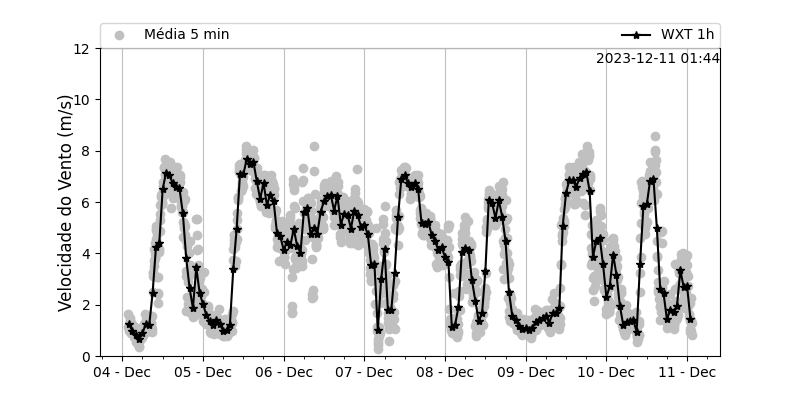 Média 5 min
WXT 1h
2023-12-11 01:44
Velocidade do Vento (m/s)
12
10
8
6
4
2
0
04 - Dec
05 - Dec
06 - Dec
07 - Dec
08 - Dec
09 - Dec
10 - Dec
11 - Dec